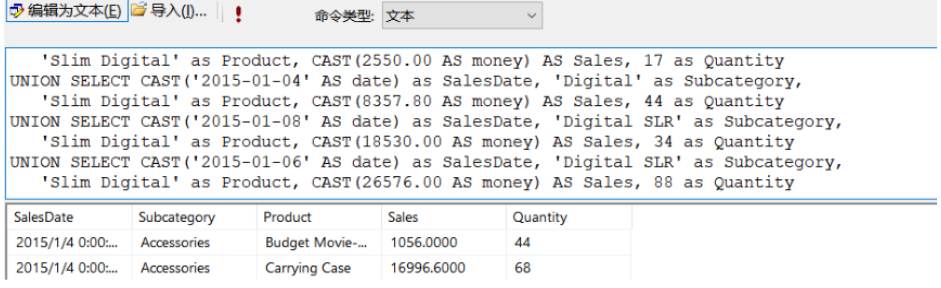 编辑为文本(E) 导入(I)... 命令类型: 文本
'Slim Digital' as Product, CAST(2550.00 AS money) AS Sales, 17 as Quantity
UNION SELECT CAST('2015-01-04' AS date) as SalesDate, 'Digital' as Subcategory,
'Slim Digital' as Product, CAST(8357.80 AS money) AS Sales, 44 as Quantity
UNION SELECT CAST('2015-01-08' AS date) as SalesDate, 'Digital SLR' as Subcategory,
'Slim Digital' as Product, CAST(18530.00 AS money) AS Sales, 34 as Quantity
UNION SELECT CAST('2015-01-06' AS date) as SalesDate, 'Digital SLR' as Subcategory,
'Slim Digital' as Product, CAST(26576.00 AS money) AS Sales, 88 as Quantity
SalesDate Subcategory Product Sales Quantity
2015/1/4 0:00:... Accessories Budget Movie-... 1056.0000 44
2015/1/4 0:00:... Accessories Carrying Case 16996.6000 68